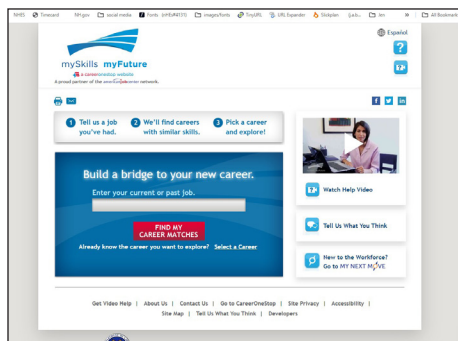 NHES Timecard NHgov social media Fonts (nhlb/#4131) images/fonts TinyURL URL Expander Slickplan Jen » All Bookmarks
Español
mySkills myFuture
a careeronestop website
A proud partner of the americanjobcenter network.
1 Tell us a job you've had.
2 We'll find careers with similar skills.
3 Pick a career and explore!
Build a bridge to your new career.
Enter your current or past job.
FIND MY
CAREER MATCHES
Already know the career you want to explore? Select a Career
Watch Help Video
Tell Us What You Think
New to the Workforce?
Go to MY NEXT MOVE
Get Video Help | About Us | Contact Us | Go to CareerOneStop | Site Privacy | Accessibility |
Site Map | Tell Us What You Think | Developers